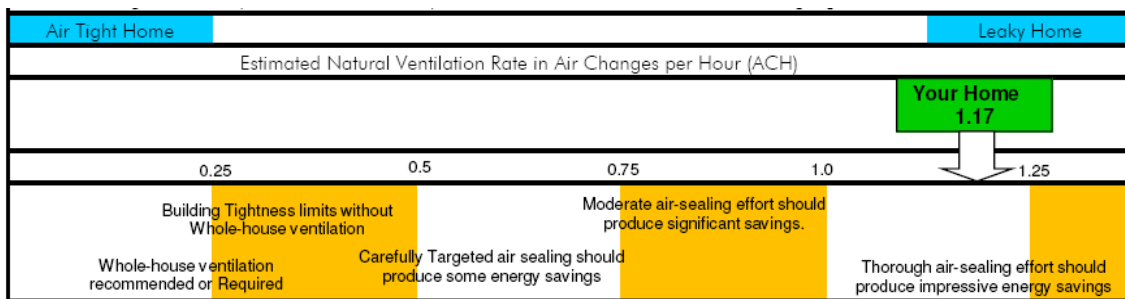 Air Tight Home
Leaky Home
Estimated Natural Ventilation Rate in Air Changes per Hour (ACH)
Your Home
1.17
0.25
0.5
0.75
1.0
1.25
Building Tightness limits without
Whole-house ventilation
Moderate air-sealing effort should
produce significant savings.
Whole-house ventilation
recommended or Required
Carefully Targeted air sealing should
produce some energy savings
Thorough air-sealing effort should
produce impressive energy savings